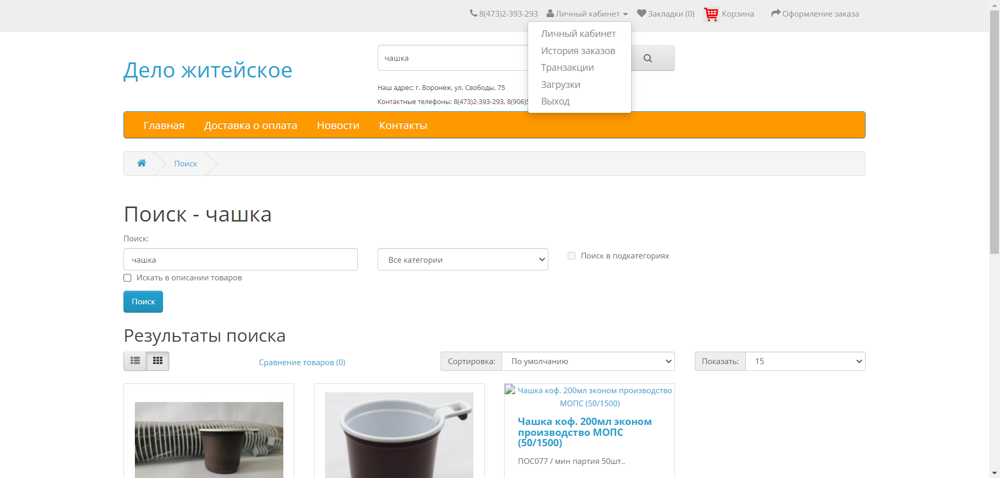 8(473)2-393-293 Личный кабинет Закладки (0) Корзина Оформление заказа
Личный кабинет
История заказов
Транзакции
Загрузки
Выход
Дело житейское
чашка
Наш адрес: г. Воронеж, ул. Свободы, 75
Контактные телефоны: 8(473)2-393-293, 8(906)5
Главная Доставка о оплата Новости Контакты
Поиск
Поиск - чашка
Поиск:
чашка Все категории Поиск в подкатегориях
Искать в описании товаров
Поиск
Результаты поиска
Сравнение товаров (0) Сортировка: По умолчанию Показать: 15
Чашка коф. 200мл эконом производство
МОПС (50/1500)
Чашка коф. 200мл эконом
производство МОПС
(50/1500)
ПОС077 / мин партия 50шт..